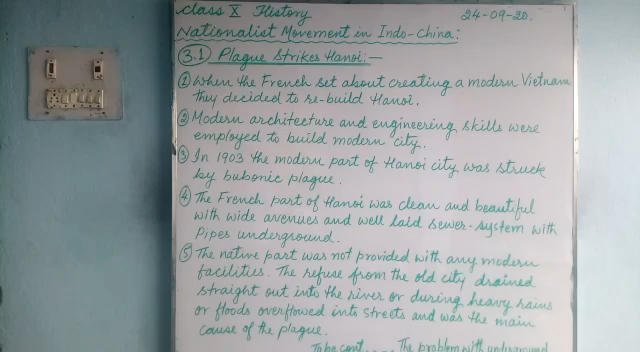 Class X History 24-09-20.
Nationalist Movement in Indo-China:
3.1 Plague Strikes Hanoi:—
1 When the French set about creating a modern Vietnam
they decided to re-build Hanoi.
2 Modern architecture and engineering skills were
employed to build modern city.
3 In 1903 the modern part of Hanoi city was struck
by bubonic plague.
4 The French part of Hanoi was clean and beautiful
with wide avenues and well laid sewer-system with
Pipes underground.
5 The native part was not provided with any modern
facilities. The refuse from the old city drained
straight out into the river or during heavy rains
or floods overflowed into streets and was the main
cause of the plague.
To be cont.... The problem with underground